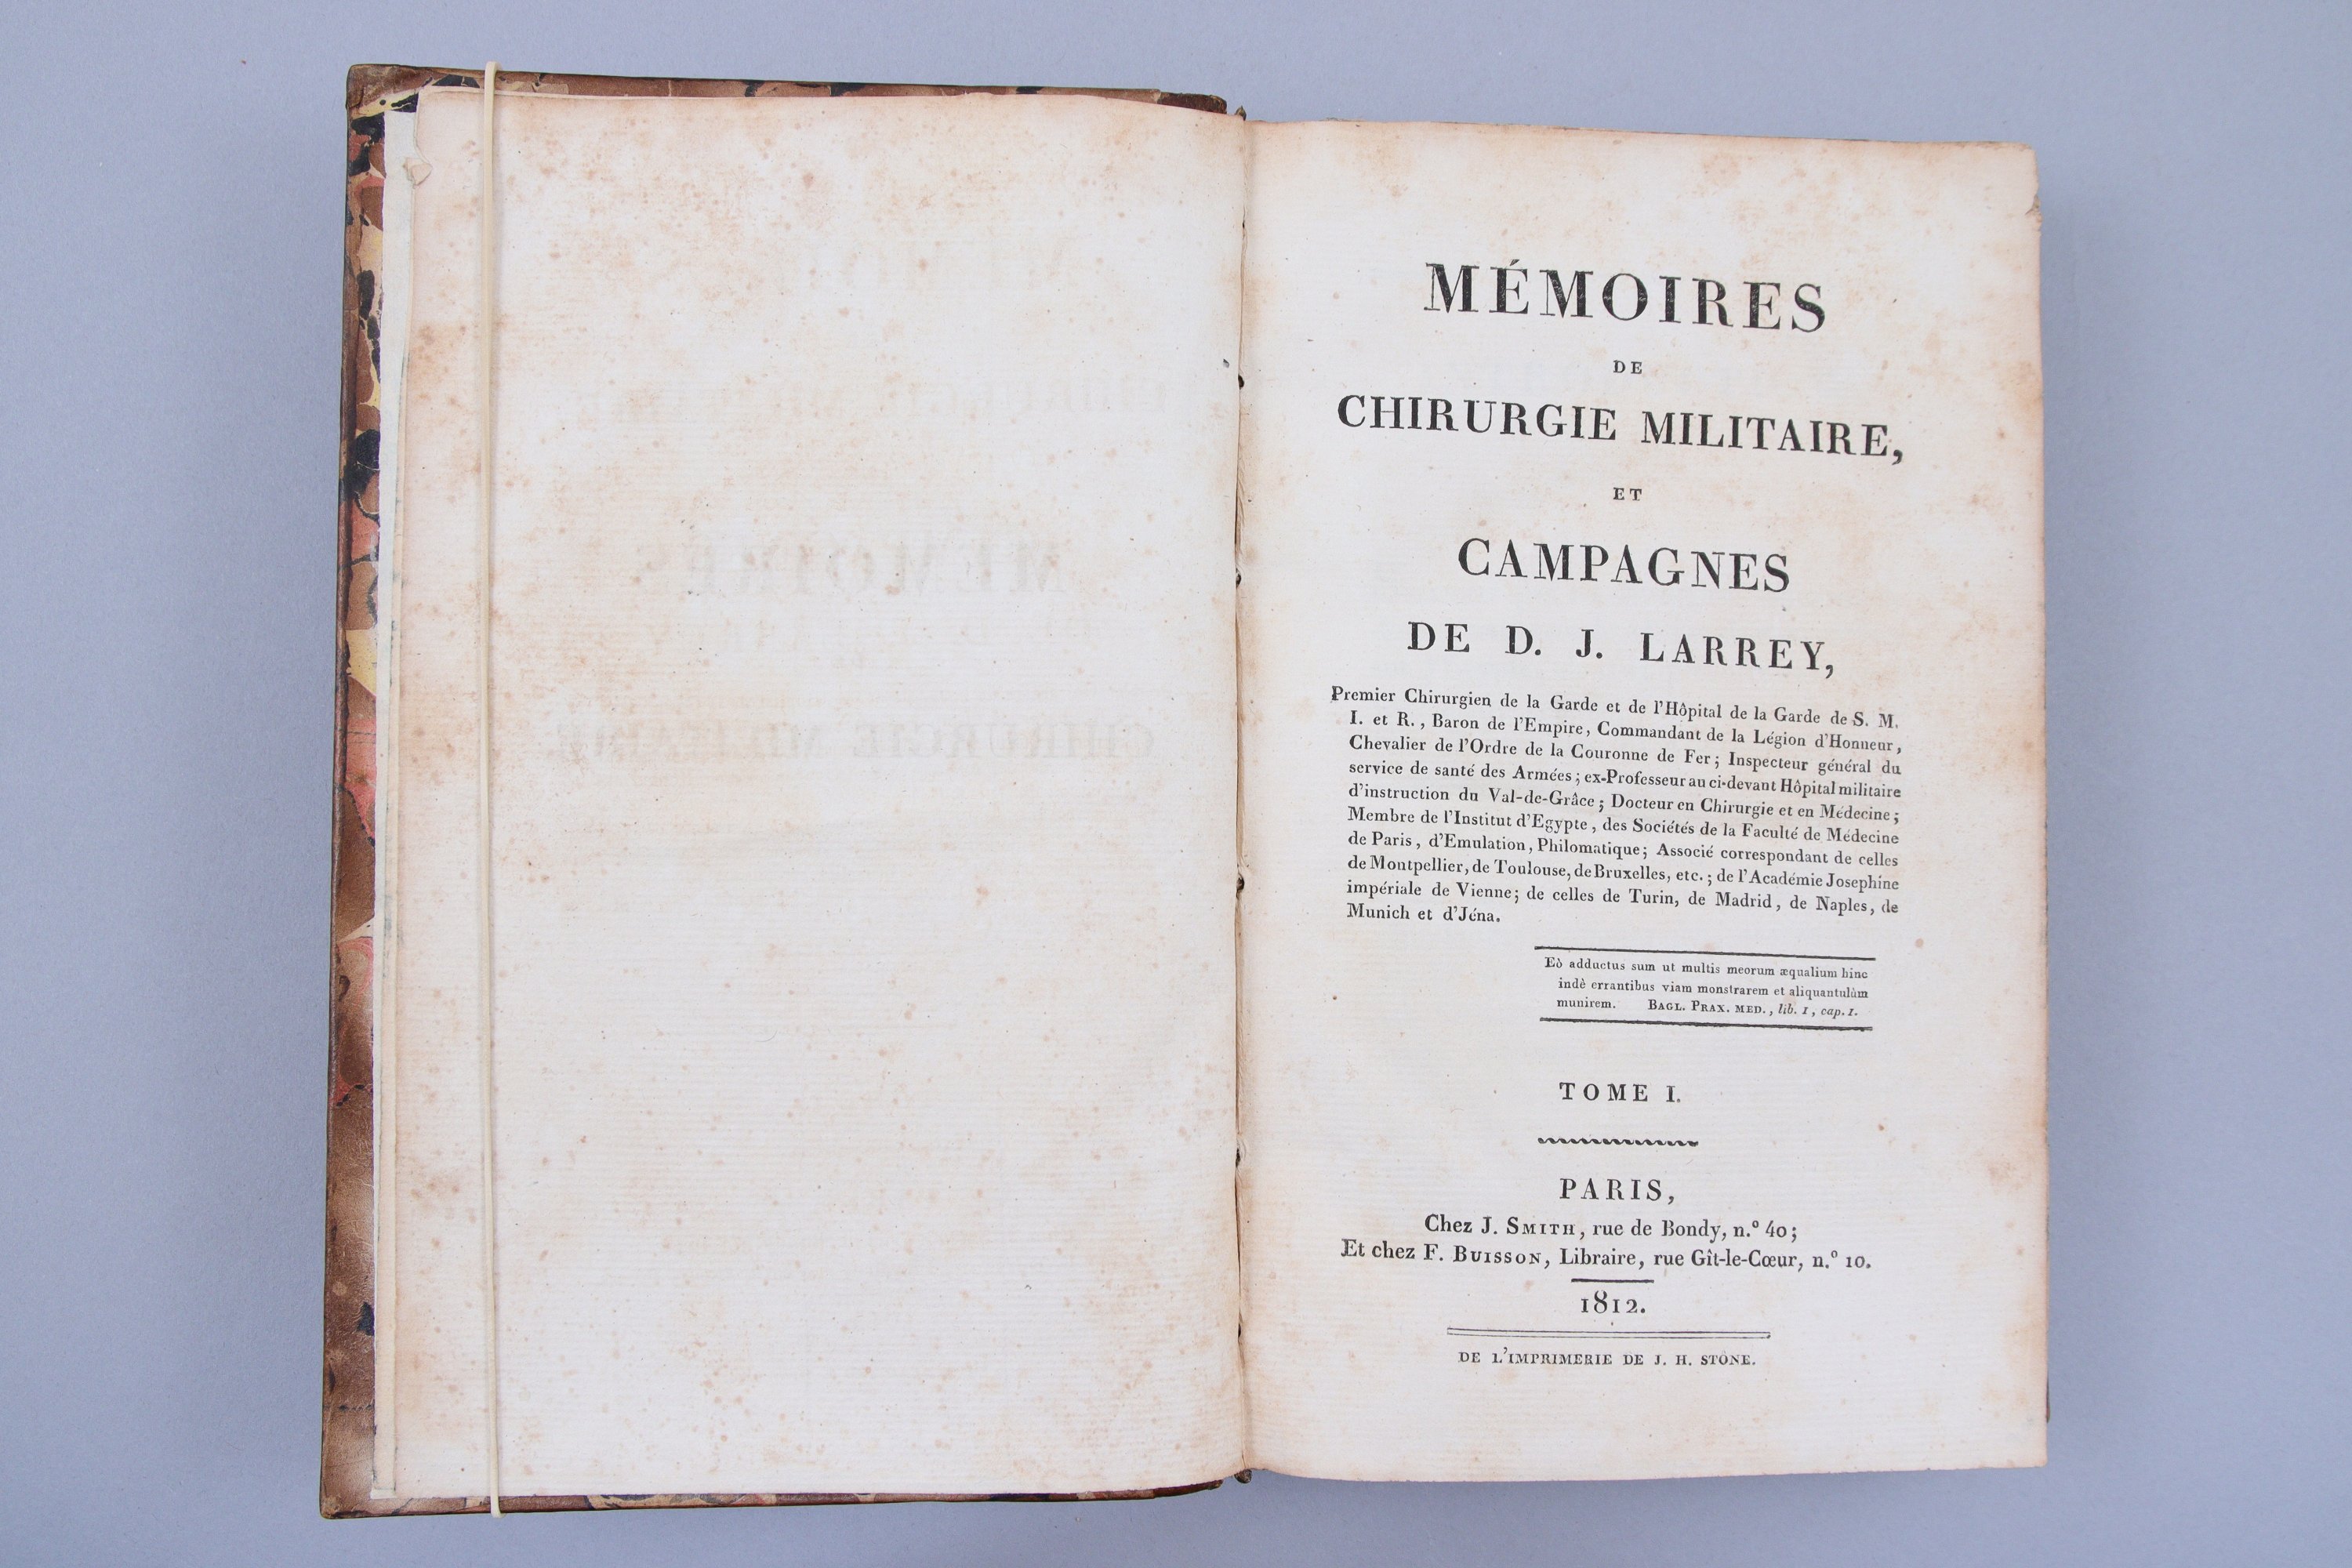 MÉMOIRES
DE
CHIRURGIE MILITAIRE,
ET
CAMPAGNES
DE D. J. LARREY,
Premier Chirurgien de la Garde et de l'Hôpital de la Garde de S. M.
I. et R., Baron de l'Empire, Commandant de la Légion d'Honneur,
Chevalier de l'Ordre de la Couronne de Fer; Inspecteur général du
service de santé des Armées; ex-Professeur au ci-devant Hôpital militaire
d'instruction du Val-de-Grâce; Docteur en Chirurgie et en Médecine;
Membre de l'Institut d'Egypte, des Sociétés de la Faculté de Médecine
de Paris, d'Emulation, Philomatique; Associé correspondant de celles
de Montpellier, de Toulouse, de Bruxelles, etc.; de l'Académie Josephine
impériale de Vienne; de celles de Turin, de Madrid, de Naples, de
Munich et d'Jéna.
Eò adductus sum ut multis meorum æqualium hinc
indè errantibus viam monstrarem et aliquantulùm
munirem. BAGL. PRAX. MED., lib. I, cap. I.
TOME I.
PARIS,
Chez J. SMITH, rue de Bondy, n.º 40;
Et chez F. BUISSON, Libraire, rue Gît-le-Cœur, n.º 10.
1812.
DE L'IMPRIMERIE DE J. H. STÔNE.
MÉMOIRES
CHIRURGIE MILITAIRE